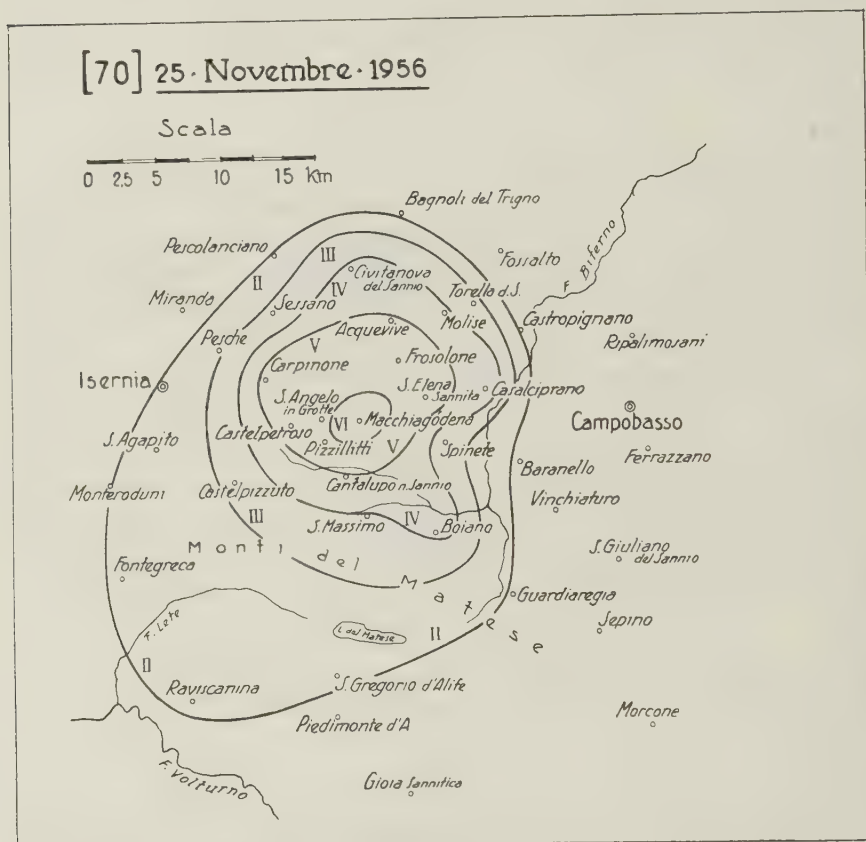 [70] 25·Novembre·1956
Scala
0 2.5 5 10 15 Km
Bagnoli del Trigno
Pescolanciano
III
Fossalto
F. Biferno
II
Civitanova
del Sannio
IV
Miranda
Sessano
Torella d.S.
Molise
Castropignano
Acquevive
Ripalimosani
Pesche
V
Frosolone
Carpinone
Isernia
S. Elena
Sannita
Casalciprano
S. Angelo
in Grotte
Macchiagodena
Campobasso
VI
Castelpetroso
S. Agapito
Pizzillitti
V
Spinete
Ferrazzano
Baranello
Monteroduni
Castelpizzuto
Cantalupo n. Sannio
Vinchiaturo
III
S. Massimo
IV
Boiano
Monti del Matese
S. Giuliano
del Sannio
Fontegreca
Guardiaregia
F. Lete
L. del Matese
II
Sepino
II
Raviscanina
S. Gregorio d'Alife
Piedimonte d'A
Morcone
F. Volturno
Gioia Sannitica